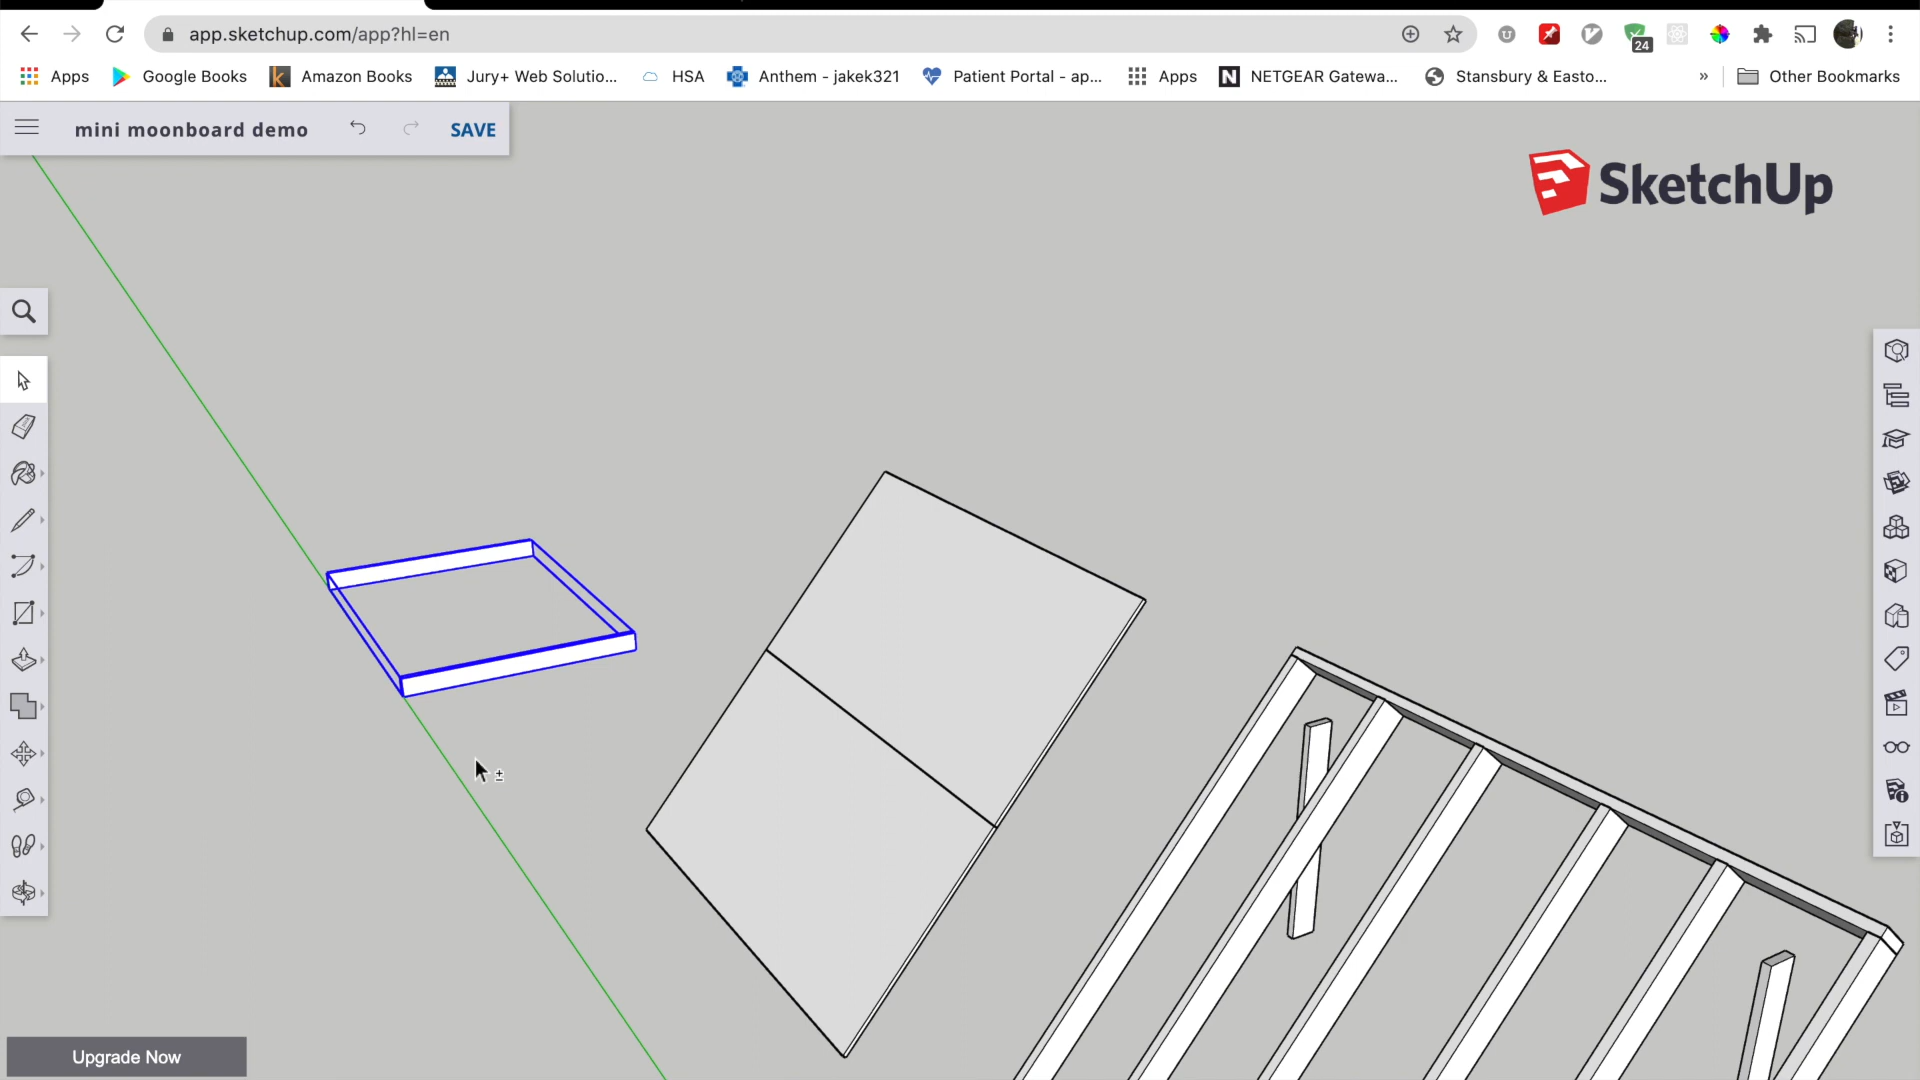 app.sketchup.com/app?hl=en
24
Apps Google Books Amazon Books Jury+ Web Solutio... HSA Anthem - jakek321 Patient Portal - ap... Apps NETGEAR Gatewa... Stansbury & Easto... » Other Bookmarks
mini moonboard demo SAVE
SketchUp
Upgrade Now